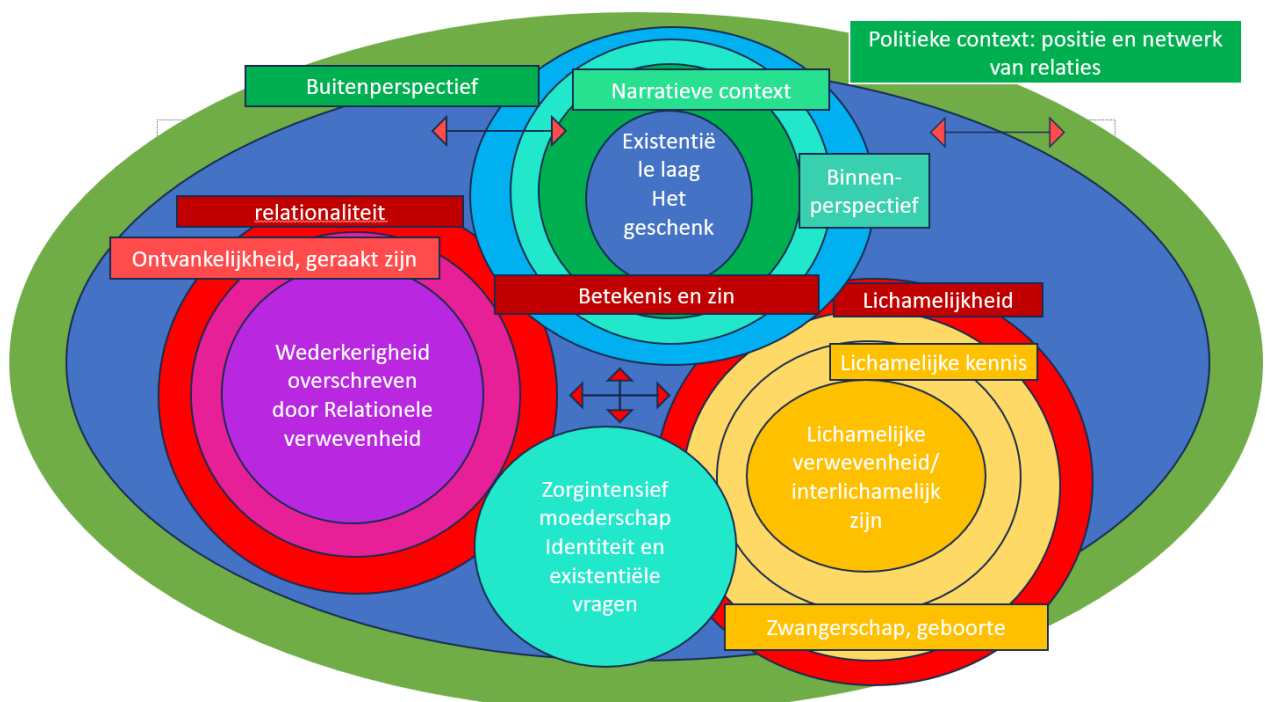 Politieke context: positie en netwerk
van relaties
Buitenperspectief
Narratieve context
Existentië
le laag
Het
geschenk
Binnen-
perspectief
relationaliteit
Ontvankelijkheid, geraakt zijn
Betekenis en zin
Lichamelijkheid
Wederkerigheid
overschreven
door Relationele
verwevenheid
Lichamelijke kennis
Lichamelijke
verwevenheid/
interlichamelijk
zijn
Zorgintensief
moederschap
Identiteit en
existentiële
vragen
Zwangerschap, geboorte